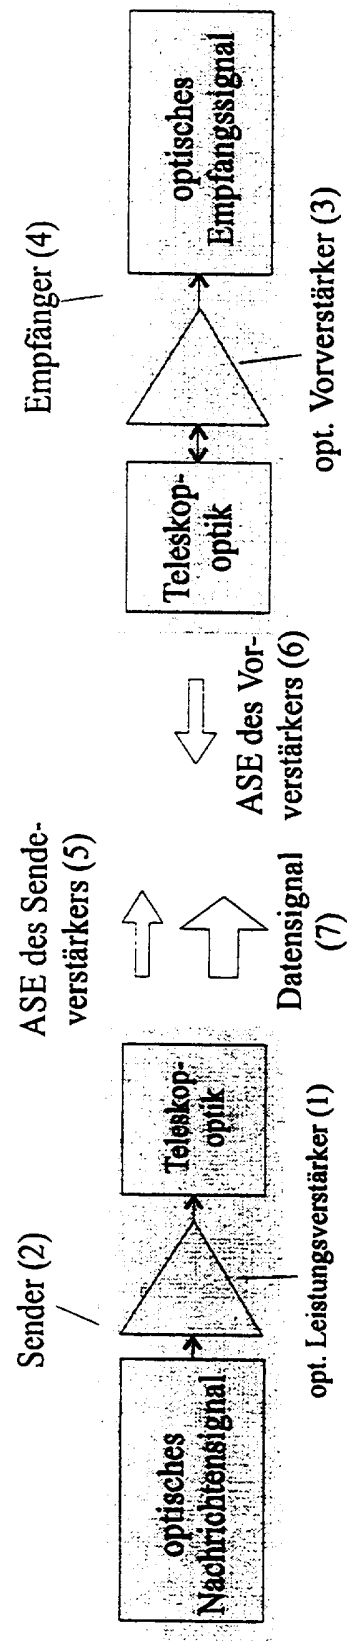 Sender (2)
optisches
Nachrichtensignal
opt. Leistungsverstärker (1)
Teleskop-
optik
ASE des Sende-
verstärkers (5)
Datensignal
(7)
ASE des Vor-
verstärkers (6)
Empfänger (4)
Teleskop-
optik
opt. Vorverstärker (3)
optisches
Empfangssignal